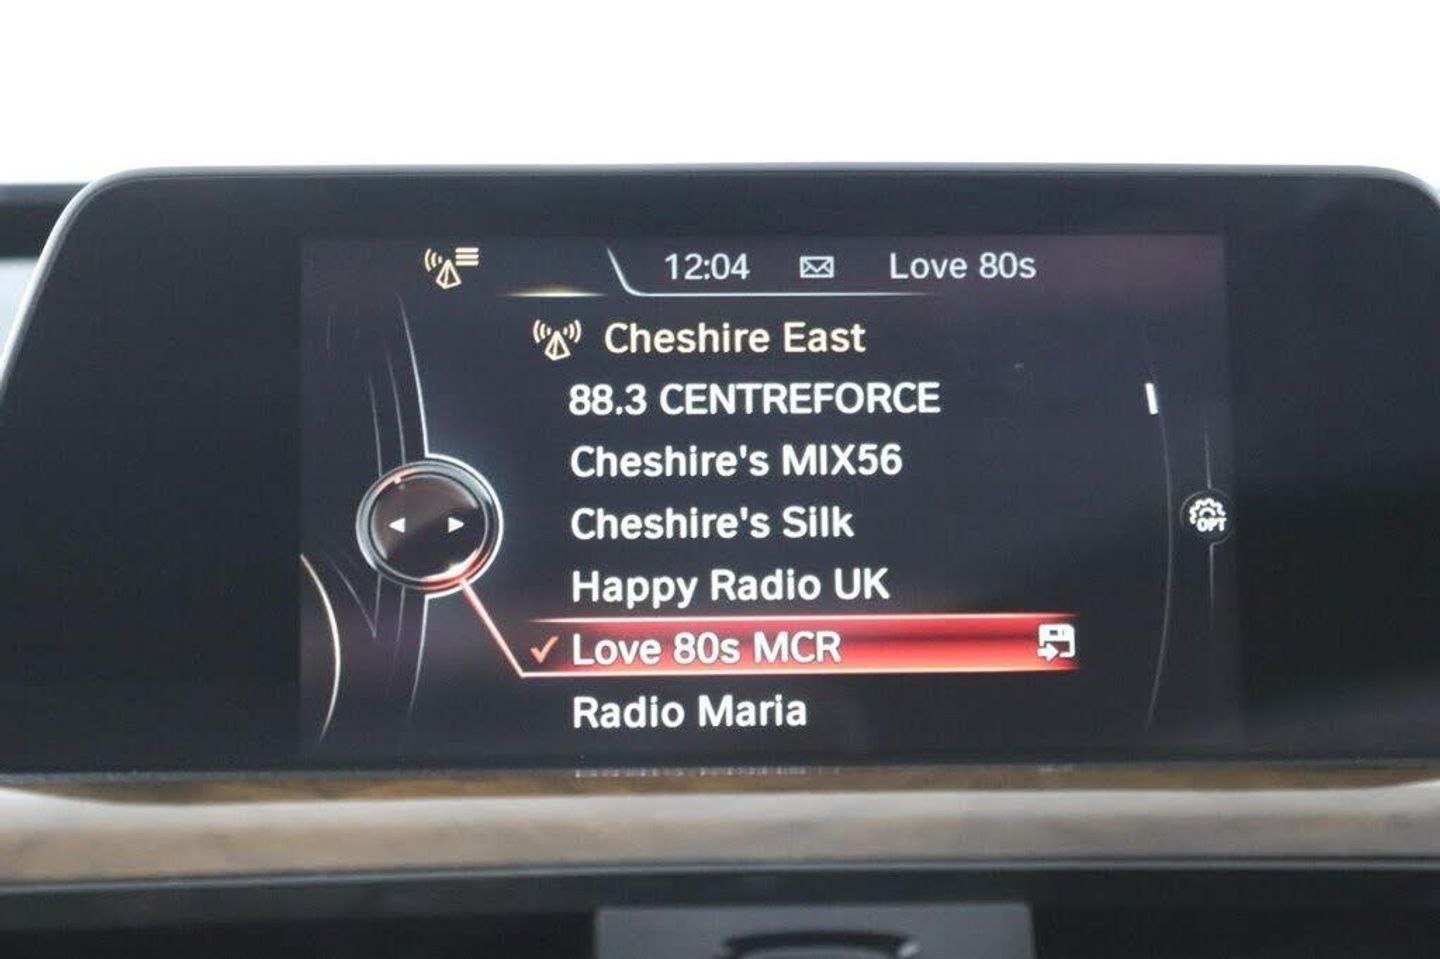 12:04 Love 80s
Cheshire East
88.3 CENTREFORCE
Cheshire's MIX56
Cheshire's Silk
OPT
Happy Radio UK
Love 80s MCR
Radio Maria